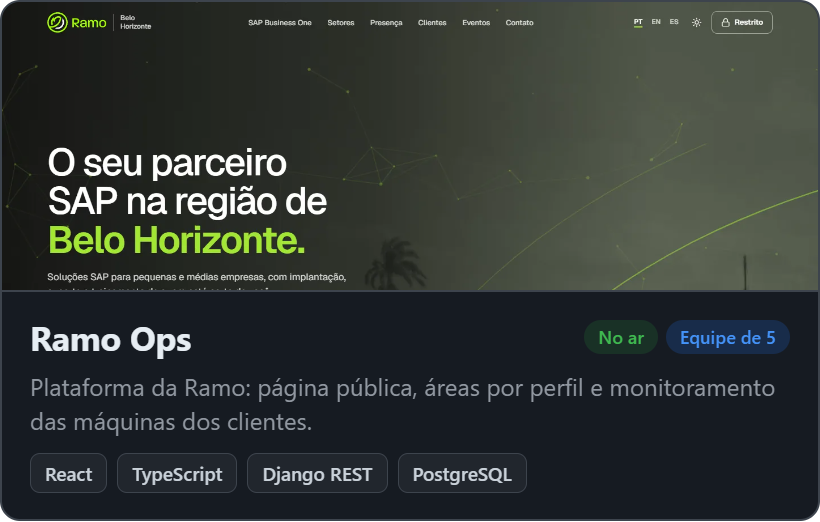 Ramo
Belo
Horizonte
SAP Business One
Setores
Presença
Clientes
Eventos
Contato
PT
EN
ES
Restrito
O seu parceiro
SAP na região de
Belo Horizonte.
Soluções SAP para pequenas e médias empresas, com implantação,
Ramo Ops
No ar
Equipe de 5
Plataforma da Ramo: página pública, áreas por perfil e monitoramento
das máquinas dos clientes.
React
TypeScript
Django REST
PostgreSQL